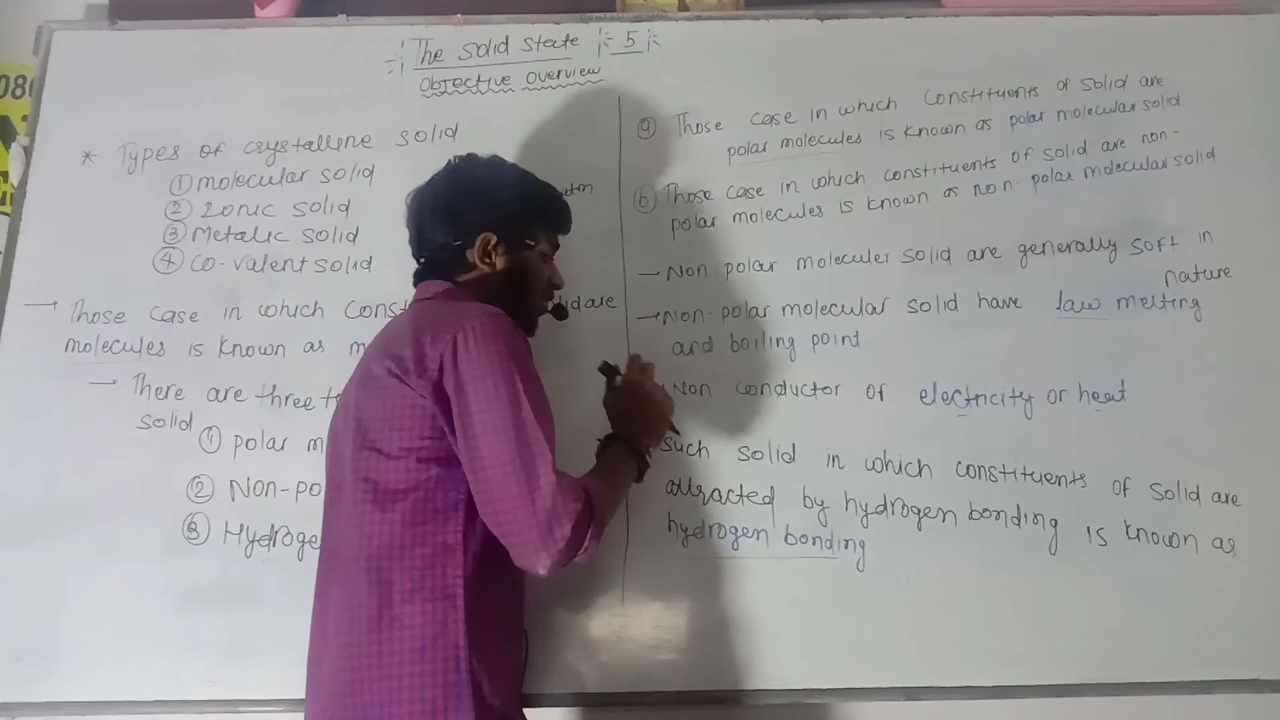 The Solid State 5
Objective overview
* Types of crystalline solid
① molecular solid
② Ionic solid
③ Metalic solid
④ co-valent solid
→ Those case in which const id are
molecules is known as m
→ There are three t
solid
① polar m
② Non-po
③ Hydroge
ⓐ Those case in which constituents of solid are
polar molecules is known as polar molecular solid
ⓑ Those case in which constituents of solid are non-
polar molecules is known as non-polar molecular solid
→ Non polar moleculer solid are generally soft in
nature
→ Non-polar molecular solid have law melting
and boiling point
Non conductor of electricity or heat
Such solid in which constituents of solid are
attracted by hydrogen bonding is known as
hydrogen bonding